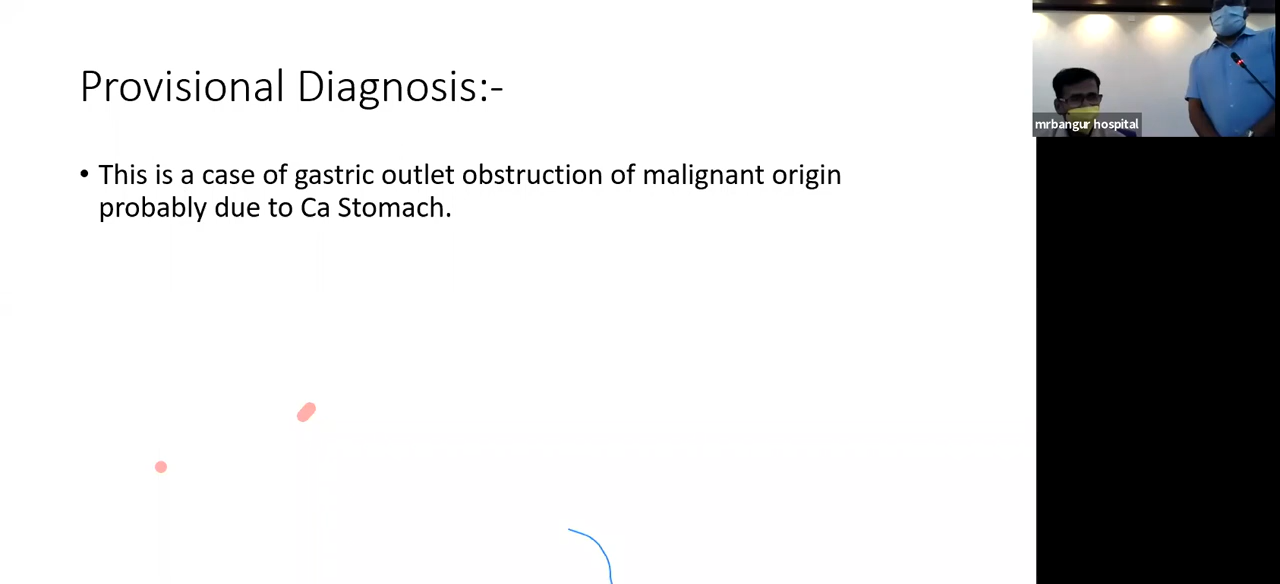 Provisional Diagnosis:-
• This is a case of gastric outlet obstruction of malignant origin
probably due to Ca Stomach.
mrbangur hospital